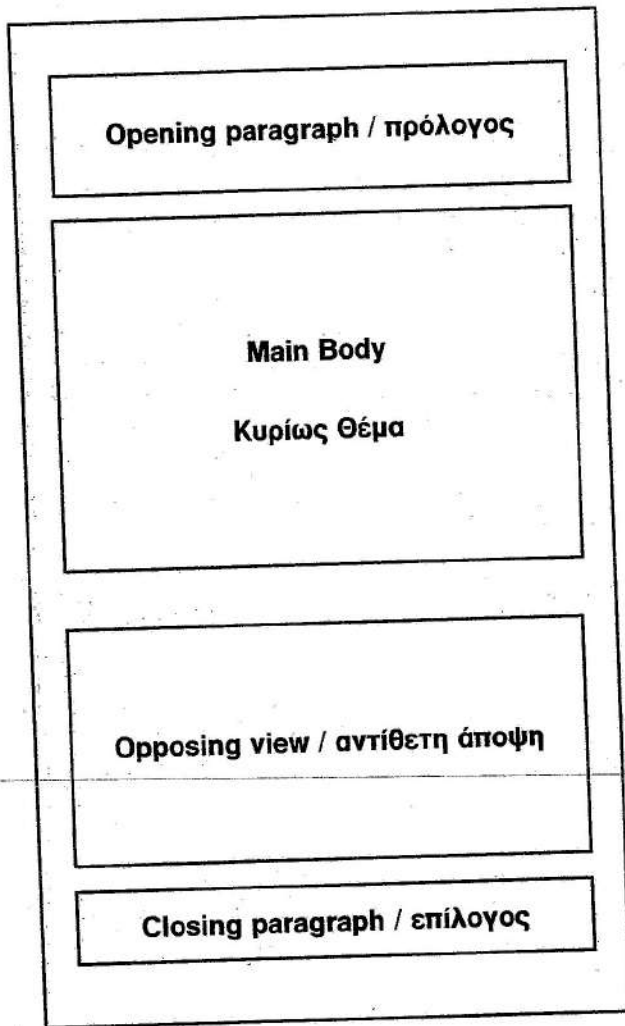 Opening paragraph / πρόλογος
Main Body
Κυρίως Θέμα
Opposing view / αντίθετη άποψη
Closing paragraph / επίλογος